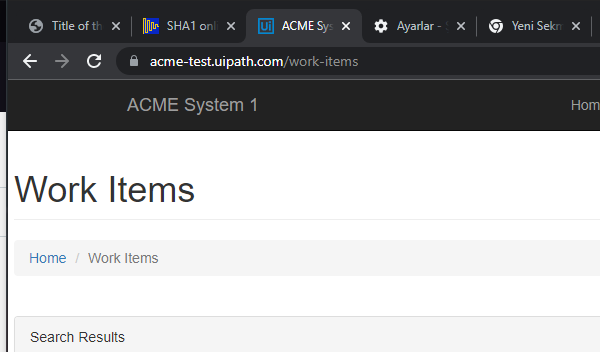 Title of th SHA1 onl ACME Sys Ayarlar - S Yeni Sekm
acme-test.uipath.com/work-items
ACME System 1 Hom
Work Items
Home / Work Items
Search Results